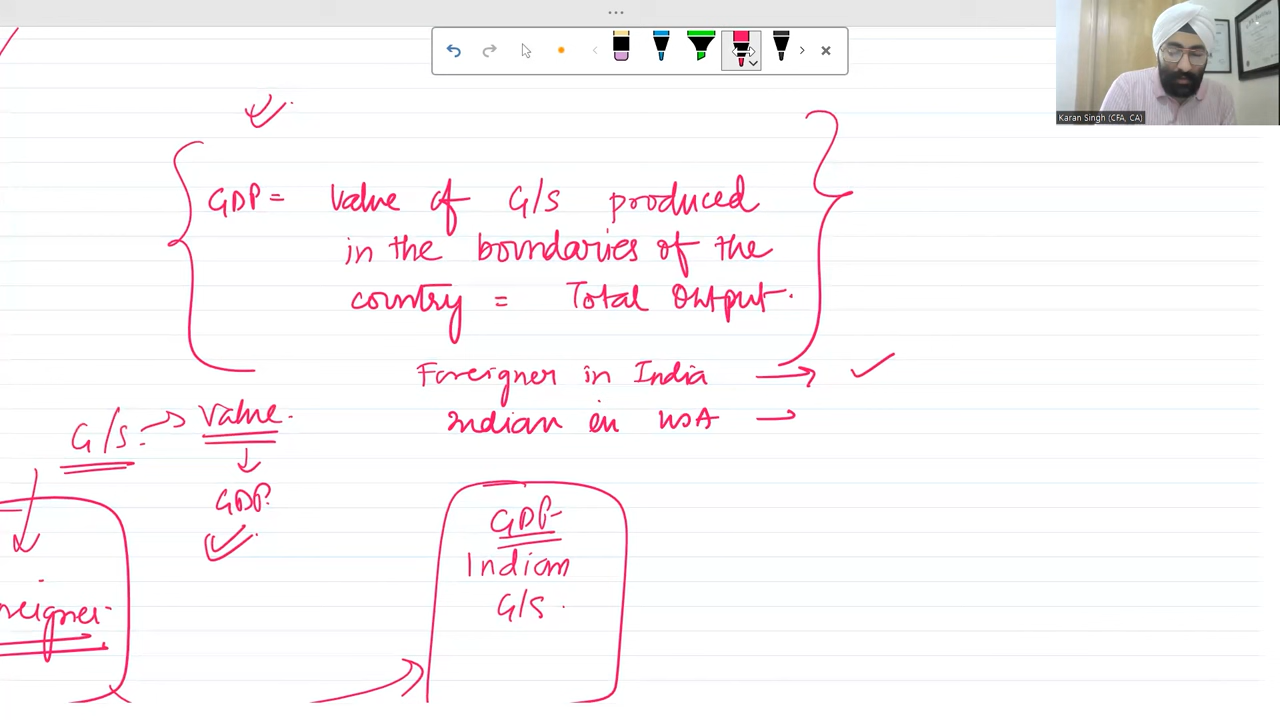 Karan Singh (CFA, CA)
GDP = Value of G/S produced
in the boundaries of the
country = Total Output.
Foreigner in India → ✓
Indian in USA →
G/S. → Value.
↓
GDP.
GDP-
Indian
G/S.